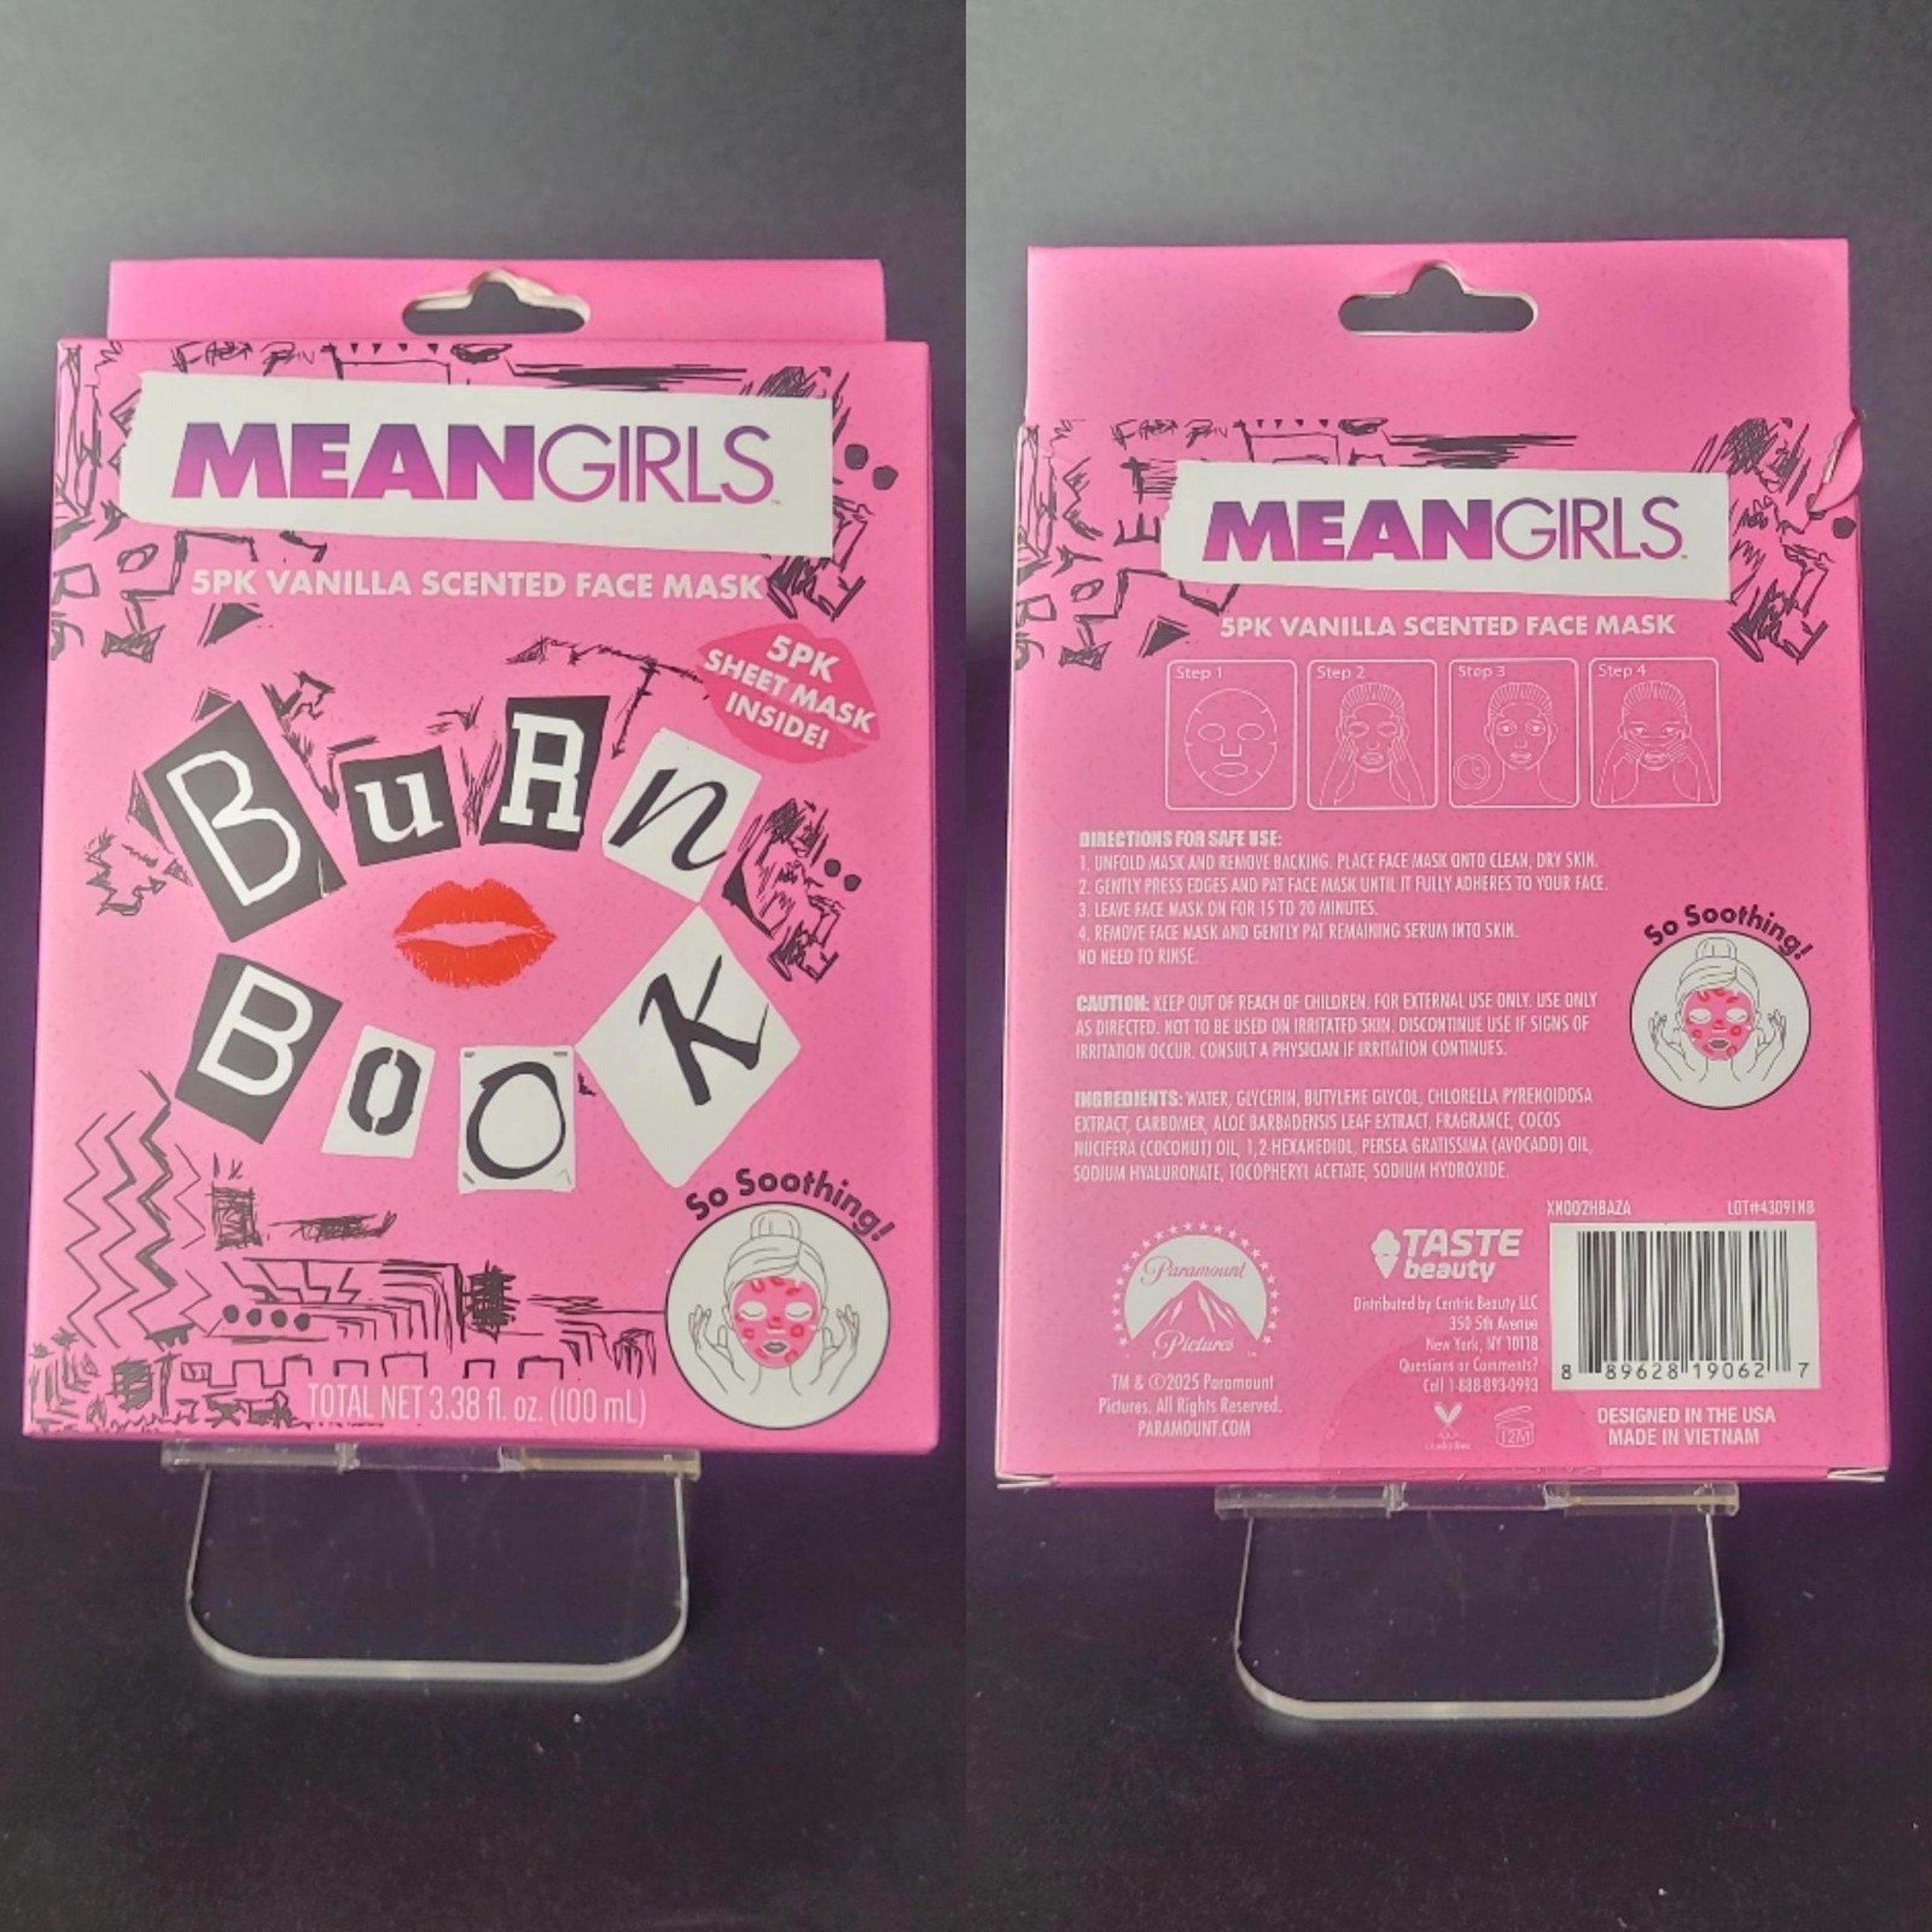 MEANGIRLS™
5PK VANILLA SCENTED FACE MASK
5PK
SHEET MASK
INSIDE!
BuRn
BOOK
So Soothing!
TOTAL NET 3.38 fl. oz. (100 mL)
MEANGIRLS™
5PK VANILLA SCENTED FACE MASK
Step 1
Step 2
Step 3
Step 4
DIRECTIONS FOR SAFE USE:
1. UNFOLD MASK AND REMOVE BACKING. PLACE FACE MASK ONTO CLEAN, DRY SKIN.
2. GENTLY PRESS EDGES AND PAT FACE MASK UNTIL IT FULLY ADHERES TO YOUR FACE.
3. LEAVE FACE MASK ON FOR 15 TO 20 MINUTES.
4. REMOVE FACE MASK AND GENTLY PAT REMAINING SERUM INTO SKIN.
NO NEED TO RINSE.
So Soothing!
CAUTION: KEEP OUT OF REACH OF CHILDREN. FOR EXTERNAL USE ONLY. USE ONLY
AS DIRECTED. NOT TO BE USED ON IRRITATED SKIN. DISCONTINUE USE IF SIGNS OF
IRRITATION OCCUR. CONSULT A PHYSICIAN IF IRRITATION CONTINUES.
INGREDIENTS: WATER, GLYCERIN, BUTYLENE GLYCOL, CHLORELLA PYRENOIDOSA
EXTRACT, CARBOMER, ALOE BARBADENSIS LEAF EXTRACT, FRAGRANCE, COCOS
NUCIFERA (COCONUT) OIL, 1,2-HEXANEDIOL, PERSEA GRATISSIMA (AVOCADO) OIL,
SODIUM HYALURONATE, TOCOPHERYL ACETATE, SODIUM HYDROXIDE.
XN002HBAZA
LOT#43091NB
Paramount
Pictures
TM & ©2025 Paramount
Pictures. All Rights Reserved.
PARAMOUNT.COM
TASTE
beauty
Distributed by Centric Beauty LLC
350 5th Avenue
New York, NY 10118
Questions or Comments?
Call 1-888-893-0993
12M
8 89628 19062 7
DESIGNED IN THE USA
MADE IN VIETNAM